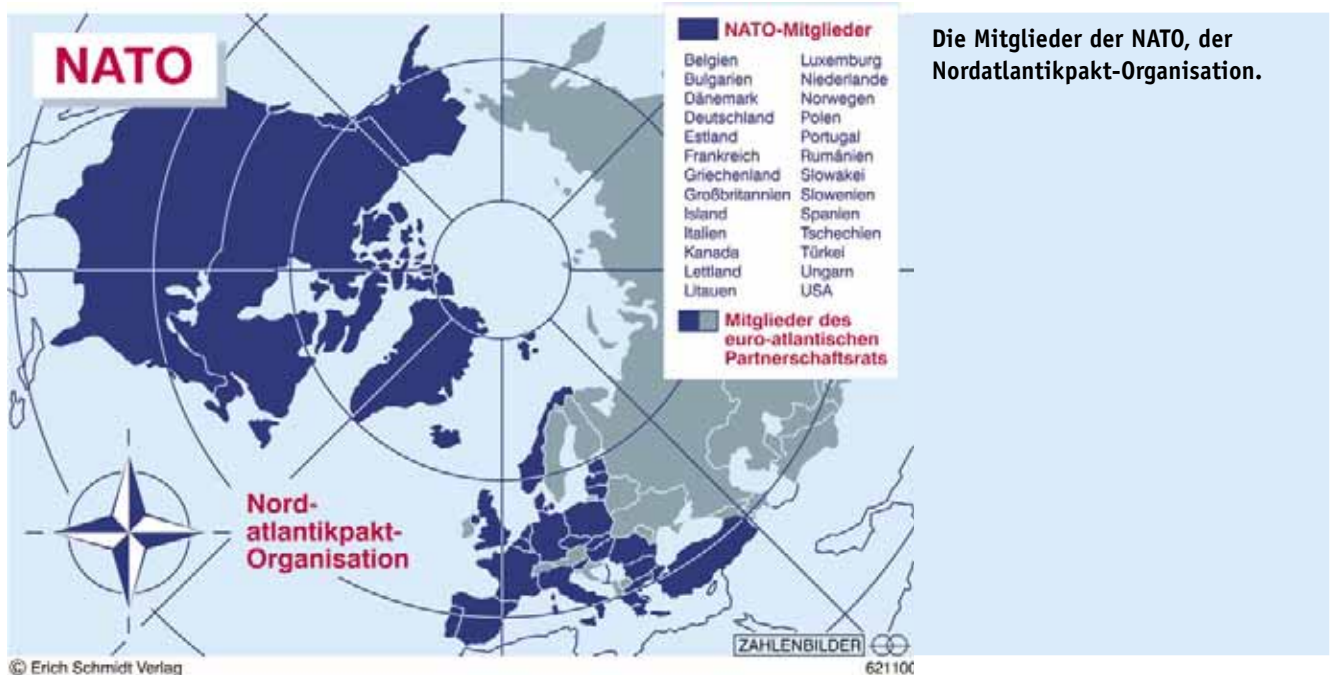 NATO
NATO-Mitglieder
Belgien
Bulgarien
Dänemark
Deutschland
Estland
Frankreich
Griechenland
Großbritannien
Island
Italien
Kanada
Lettland
Litauen
Luxemburg
Niederlande
Norwegen
Polen
Portugal
Rumänien
Slowakei
Slowenien
Spanien
Tschechien
Türkei
Ungarn
USA
Mitglieder des
euro-atlantischen
Partnerschaftsrats
Die Mitglieder der NATO, der
Nordatlantikpakt-Organisation.
Nord-
atlantikpakt-
Organisation
ZAHLENBILDER
© Erich Schmidt Verlag
621100